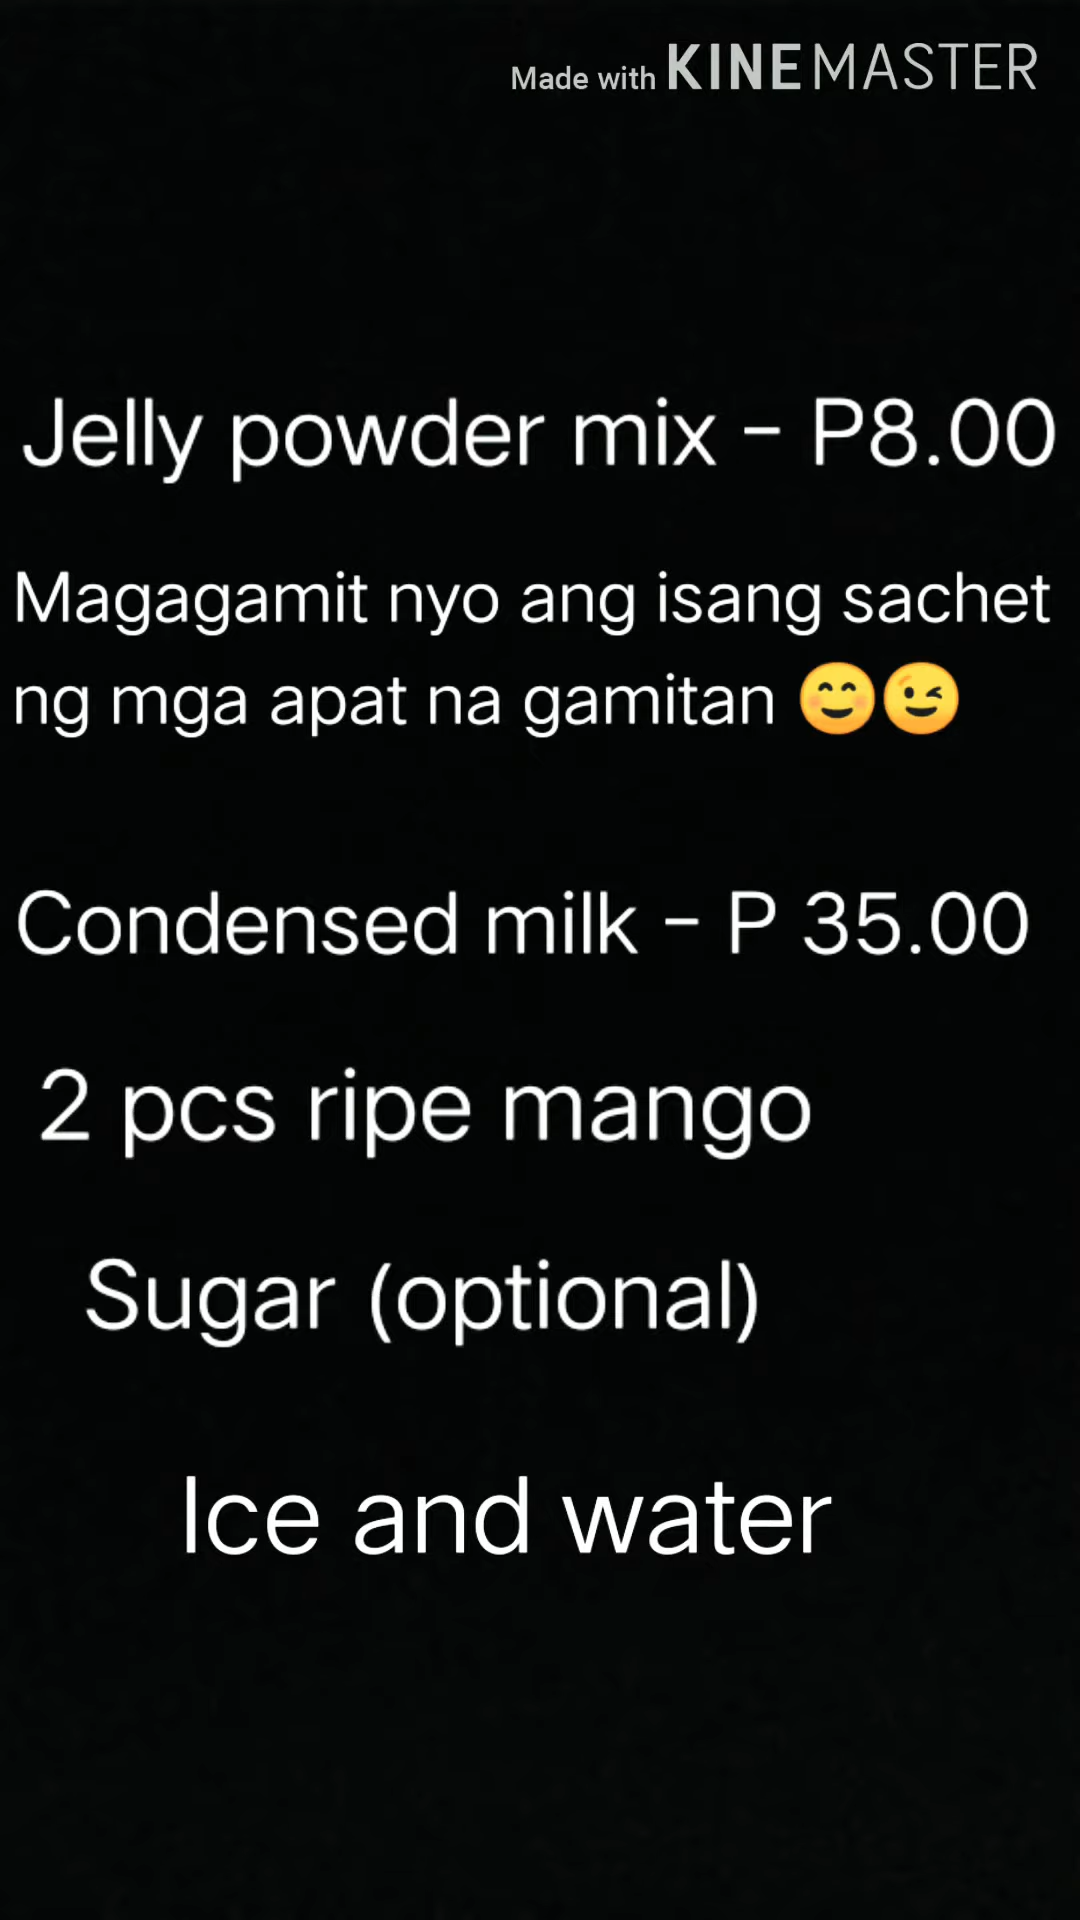 Made with KINEMASTER
Jelly powder mix - P8.00
Magagamit nyo ang isang sachet
ng mga apat na gamitan 😊😉
Condensed milk - P 35.00
2 pcs ripe mango
Sugar (optional)
Ice and water